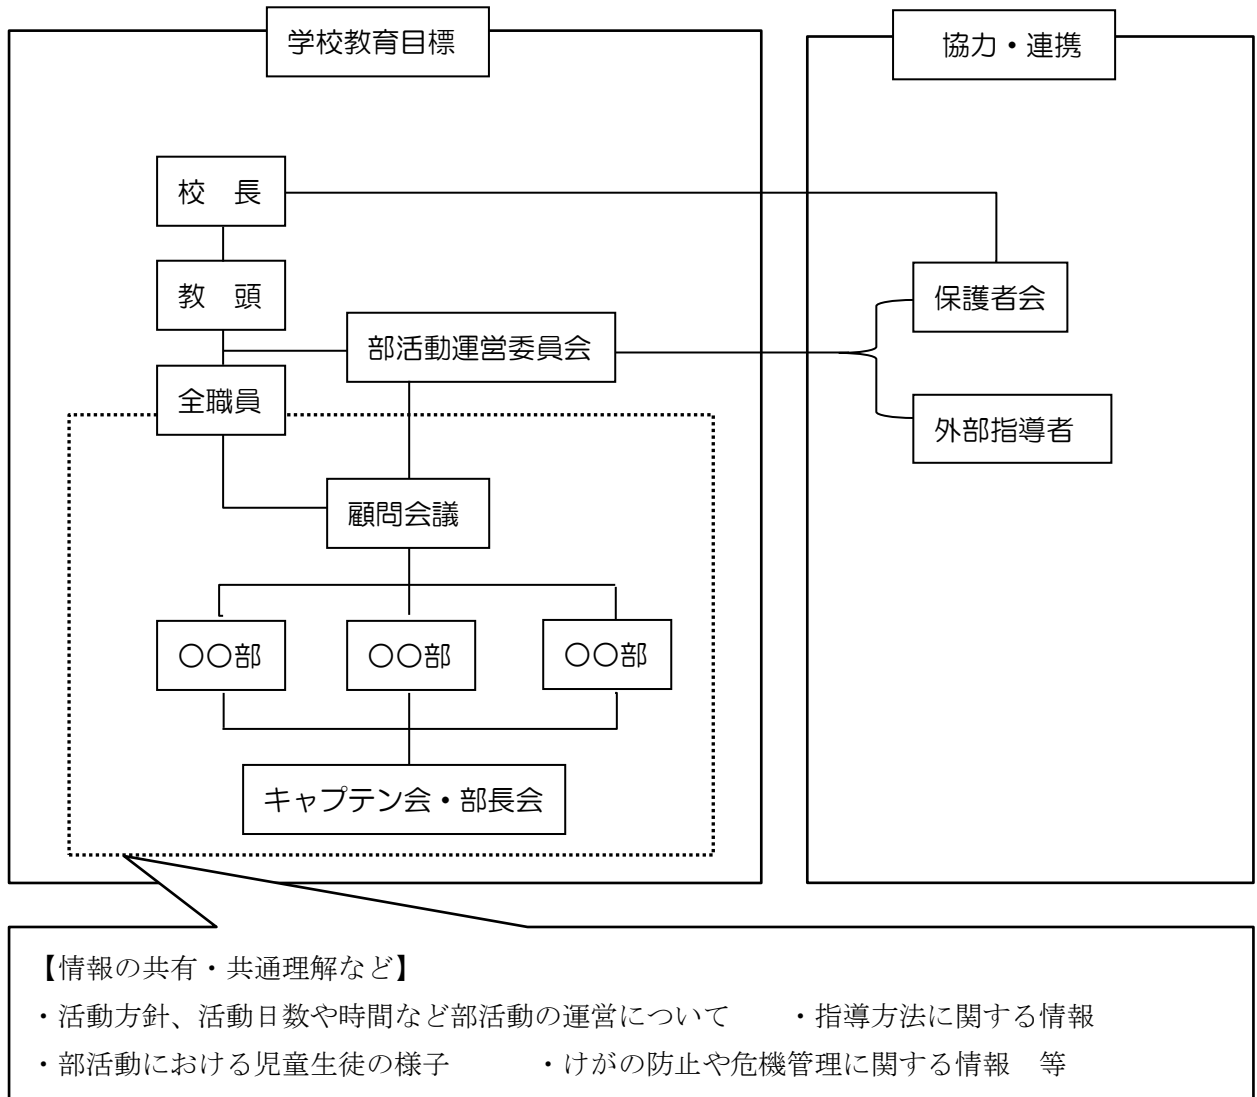 学校教育目標
協力・連携
校　長
教　頭
保護者会
部活動運営委員会
全職員
外部指導者
顧問会議
〇〇部
〇〇部
〇〇部
キャプテン会・部長会
【情報の共有・共通理解など】
・活動方針、活動日数や時間など部活動の運営について　　・指導方法に関する情報
・部活動における児童生徒の様子　　　・けがの防止や危機管理に関する情報　等